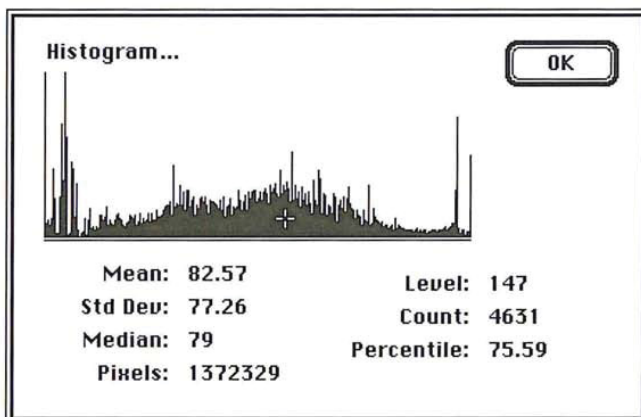 Histogram...
OK
Mean: 82.57
Std Dev: 77.26
Median: 79
Pixels: 1372329
Level: 147
Count: 4631
Percentile: 75.59